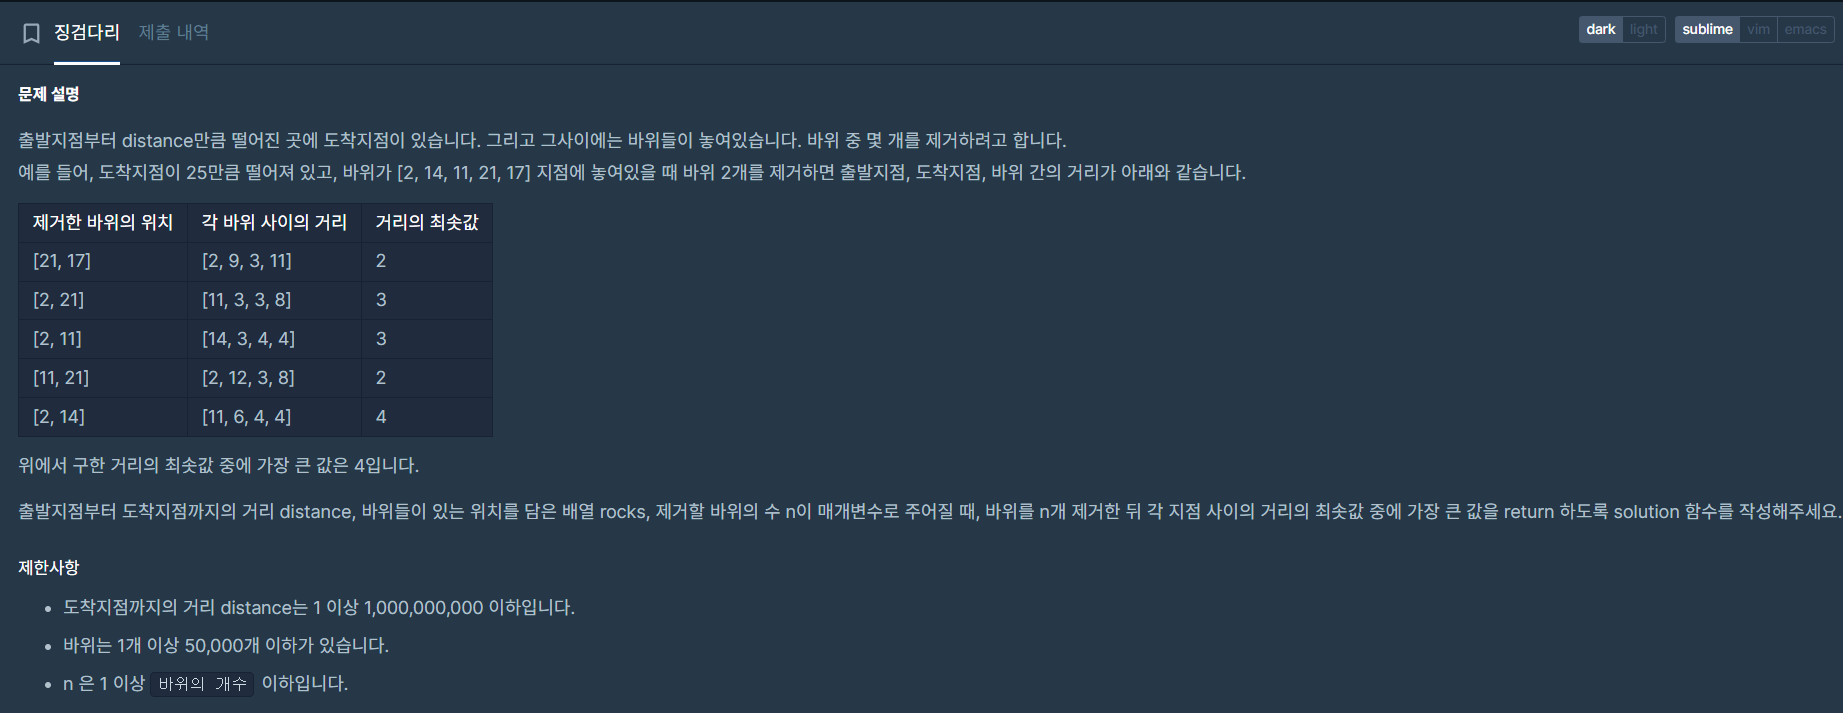 징검다리 제출 내역 dark light sublime vim emacs
문제 설명
출발지점부터 distance만큼 떨어진 곳에 도착지점이 있습니다. 그리고 그사이에는 바위들이 놓여있습니다. 바위 중 몇 개를 제거하려고 합니다.
예를 들어, 도착지점이 25만큼 떨어져 있고, 바위가 [2, 14, 11, 21, 17] 지점에 놓여있을 때 바위 2개를 제거하면 출발지점, 도착지점, 바위 간의 거리가 아래와 같습니다.
제거한 바위의 위치 각 바위 사이의 거리 거리의 최솟값
[21, 17] [2, 9, 3, 11] 2
[2, 21] [11, 3, 3, 8] 3
[2, 11] [14, 3, 4, 4] 3
[11, 21] [2, 12, 3, 8] 2
[2, 14] [11, 6, 4, 4] 4
위에서 구한 거리의 최솟값 중에 가장 큰 값은 4입니다.
출발지점부터 도착지점까지의 거리 distance, 바위들이 있는 위치를 담은 배열 rocks, 제거할 바위의 수 n이 매개변수로 주어질 때, 바위를 n개 제거한 뒤 각 지점 사이의 거리의 최솟값 중에 가장 큰 값을 return 하도록 solution 함수를 작성해주세요.
제한사항
• 도착지점까지의 거리 distance는 1 이상 1,000,000,000 이하입니다.
• 바위는 1개 이상 50,000개 이하가 있습니다.
• n 은 1 이상 바위의 개수 이하입니다.